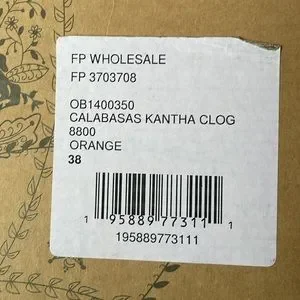 FP WHOLESALE
FP 3703708
OB1400350
CALABASAS KANTHA CLOG
8800
ORANGE
38
1 95889 77311 1
195889773111